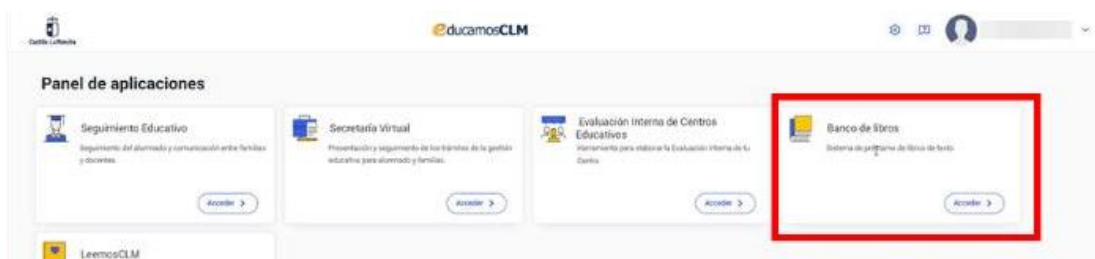 Castilla-La Mancha
educamosCLM
Panel de aplicaciones
Seguimiento Educativo
Seguimiento del alumnado y comunicación entre familias
y docentes.
Acceder >
Secretaría Virtual
Presentación y seguimiento de los trámites de la gestión
educativa para alumnado y familias.
Acceder >
Evaluación Interna de Centros
Educativos
Herramienta para elaborar la Evaluación Interna de tu
Centro.
Acceder >
Banco de libros
Sistema de préstamo de libros de texto.
Acceder >
LeemosCLM